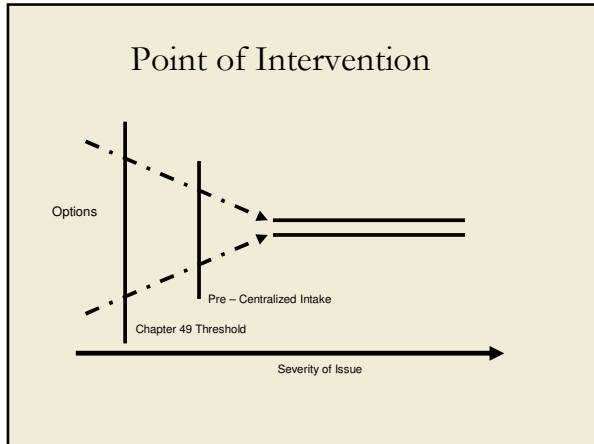 Point of Intervention
Options
Pre – Centralized Intake
Chapter 49 Threshold
Severity of Issue